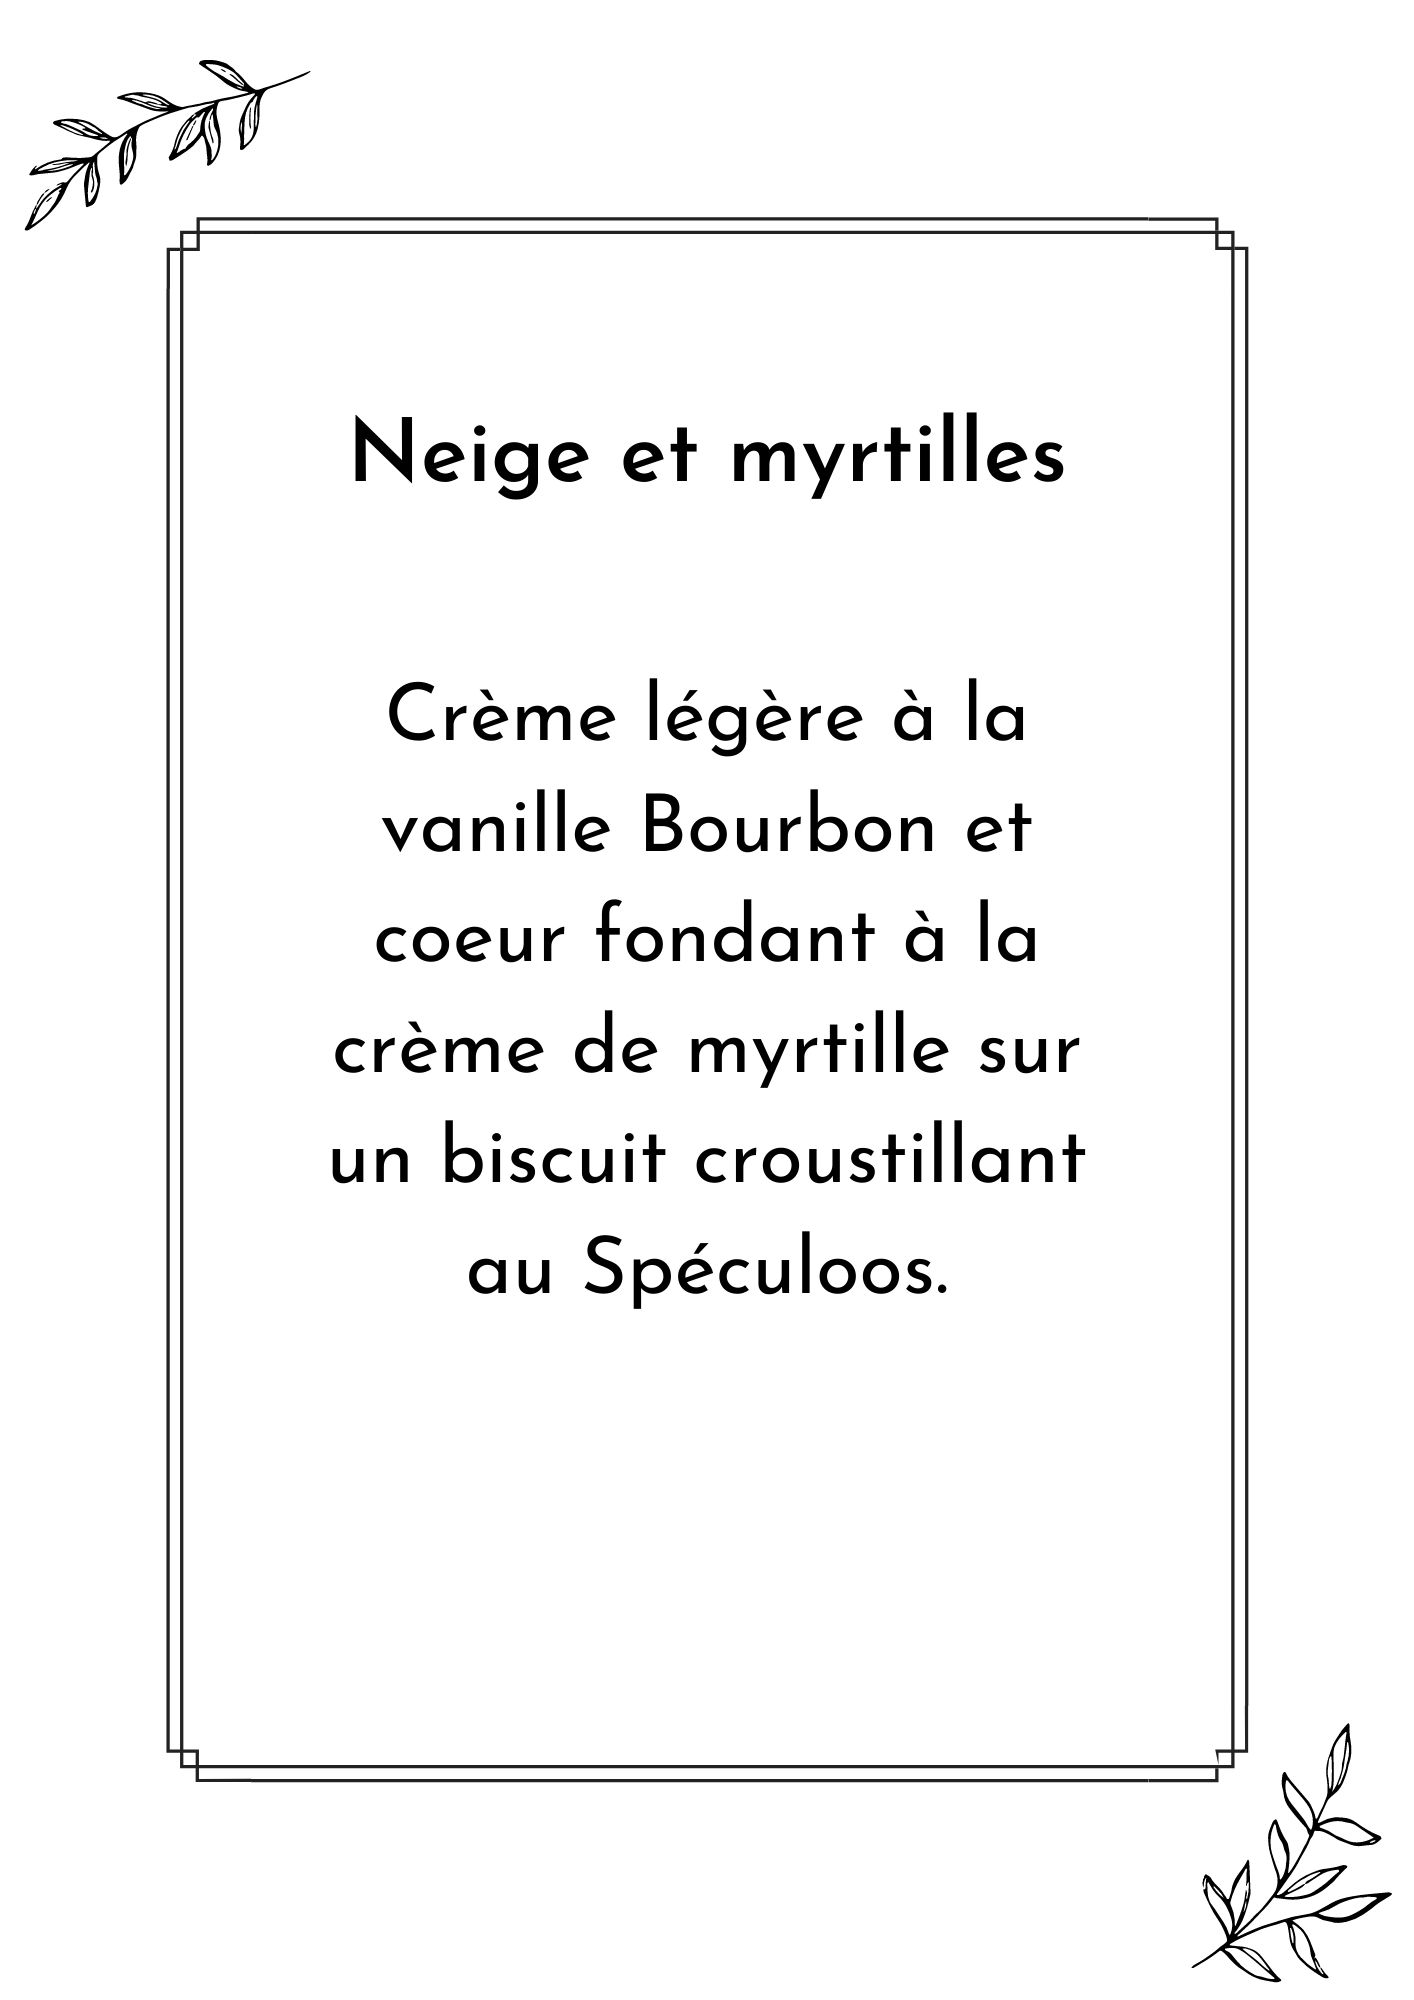 Neige et myrtilles
Crème légère à la
vanille Bourbon et
coeur fondant à la
crème de myrtille sur
un biscuit croustillant
au Spéculoos.